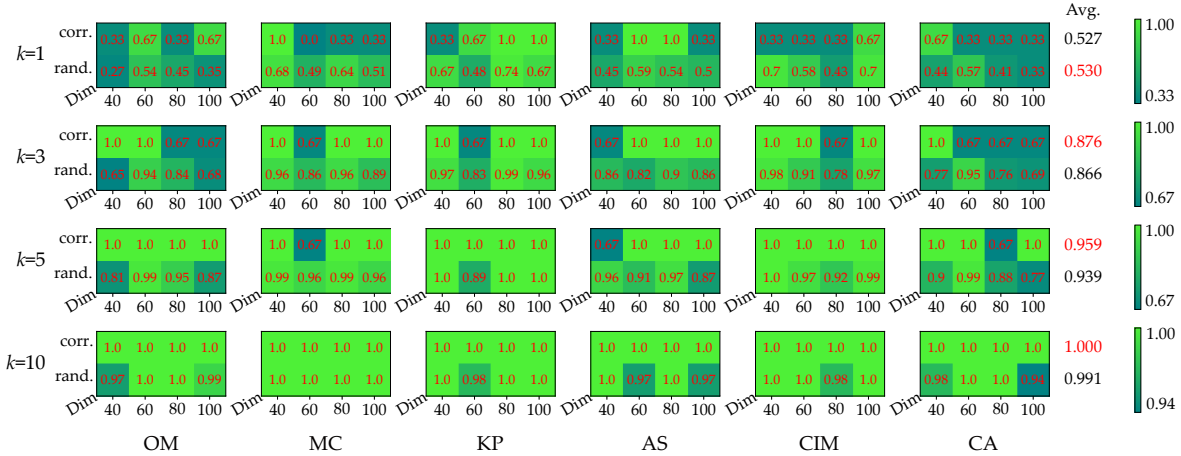 Avg.
k=1
corr. 0.33 0.67 0.33 0.67 1.0 0.0 0.33 0.33 0.33 0.67 1.0 1.0 0.33 1.0 1.0 0.33 0.33 0.33 0.33 0.67 0.67 0.33 0.33 0.33 0.527 1.00
rand. 0.27 0.54 0.45 0.35 0.68 0.49 0.64 0.51 0.67 0.48 0.74 0.67 0.45 0.59 0.54 0.5 0.7 0.58 0.43 0.7 0.44 0.57 0.41 0.33 0.530 0.33
Dim 40 60 80 100 Dim 40 60 80 100 Dim 40 60 80 100 Dim 40 60 80 100 Dim 40 60 80 100 Dim 40 60 80 100
k=3
corr. 1.0 1.0 0.67 0.67 1.0 0.67 1.0 1.0 1.0 0.67 1.0 1.0 0.67 1.0 1.0 1.0 1.0 1.0 0.67 1.0 1.0 0.67 0.67 0.67 0.876 1.00
rand. 0.65 0.94 0.84 0.68 0.96 0.86 0.96 0.89 0.97 0.83 0.99 0.96 0.86 0.82 0.9 0.86 0.98 0.91 0.78 0.97 0.77 0.95 0.76 0.69 0.866 0.67
Dim 40 60 80 100 Dim 40 60 80 100 Dim 40 60 80 100 Dim 40 60 80 100 Dim 40 60 80 100 Dim 40 60 80 100
k=5
corr. 1.0 1.0 1.0 1.0 1.0 0.67 1.0 1.0 1.0 1.0 1.0 1.0 0.67 1.0 1.0 1.0 1.0 1.0 1.0 1.0 1.0 1.0 0.67 1.0 0.959 1.00
rand. 0.81 0.99 0.95 0.87 0.99 0.96 0.99 0.96 1.0 0.89 1.0 1.0 0.96 0.91 0.97 0.87 1.0 0.97 0.92 0.99 0.9 0.99 0.88 0.77 0.939 0.67
Dim 40 60 80 100 Dim 40 60 80 100 Dim 40 60 80 100 Dim 40 60 80 100 Dim 40 60 80 100 Dim 40 60 80 100
k=10
corr. 1.0 1.0 1.0 1.0 1.0 1.0 1.0 1.0 1.0 1.0 1.0 1.0 1.0 1.0 1.0 1.0 1.0 1.0 1.0 1.0 1.0 1.0 1.0 1.0 1.000 1.00
rand. 0.97 1.0 1.0 0.99 1.0 1.0 1.0 1.0 1.0 0.98 1.0 1.0 1.0 0.97 1.0 0.97 1.0 1.0 0.98 1.0 0.98 1.0 1.0 0.94 0.991 0.94
Dim 40 60 80 100 Dim 40 60 80 100 Dim 40 60 80 100 Dim 40 60 80 100 Dim 40 60 80 100 Dim 40 60 80 100
OM MC KP AS CIM CA